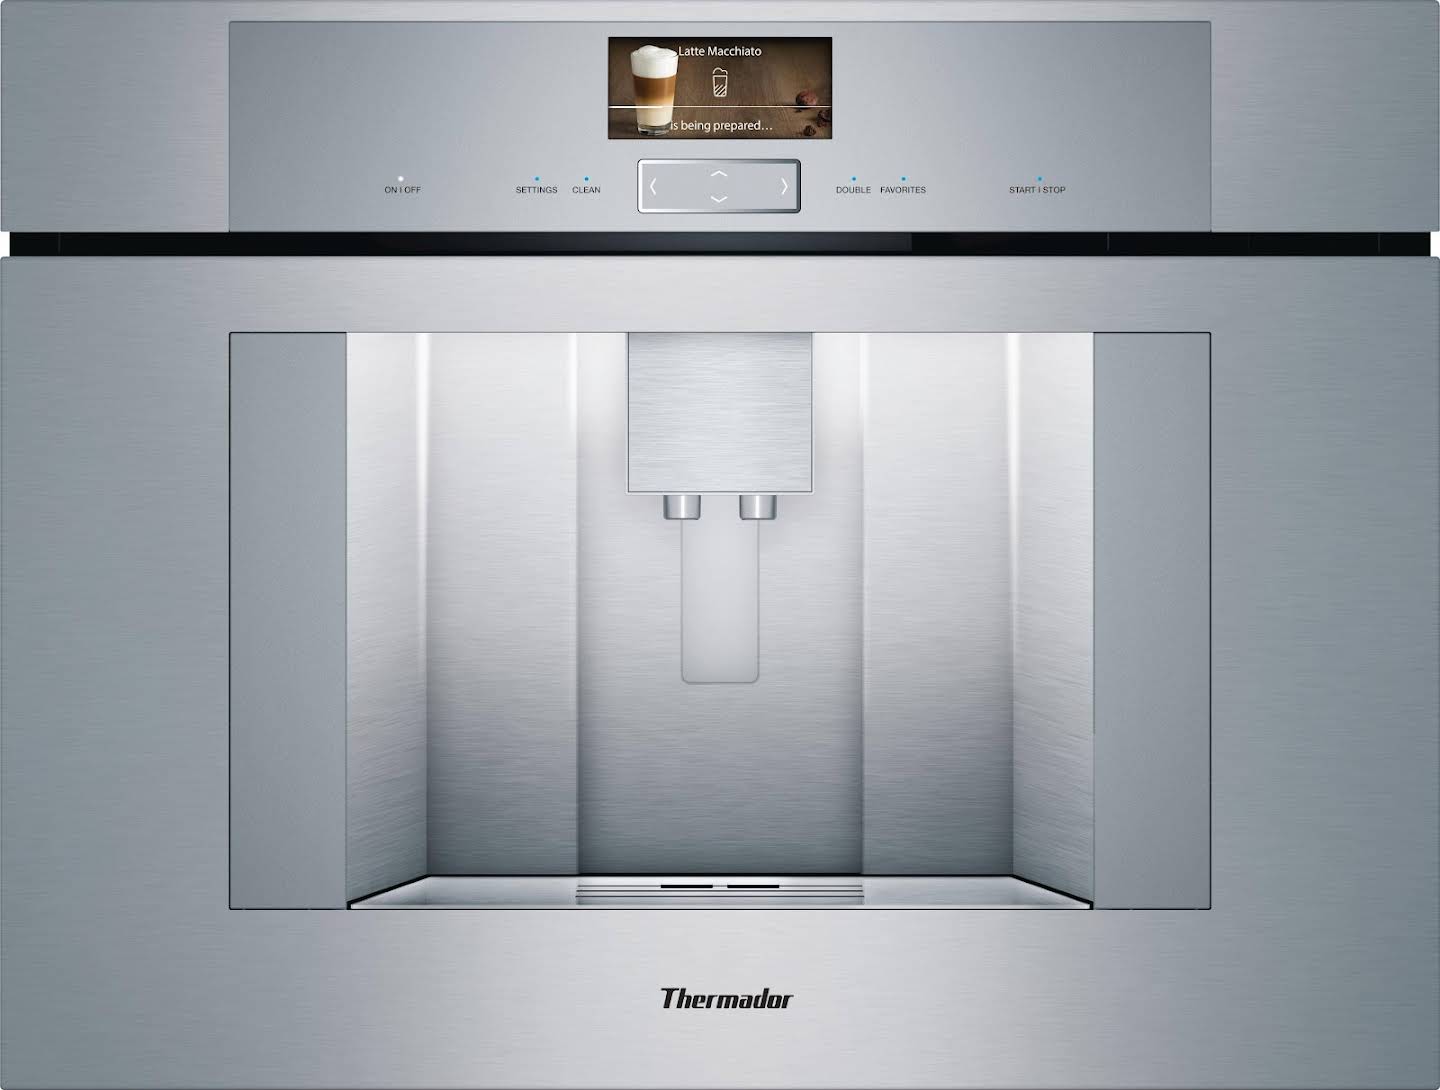 Latte Macchiato
is being prepared...
ON | OFF
SETTINGS
CLEAN
DOUBLE
FAVORITES
START | STOP
Thermador